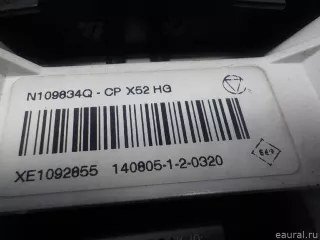 N109834Q - CP X52 HG
XE1092855 140805-1-2-0320
eaural.ru